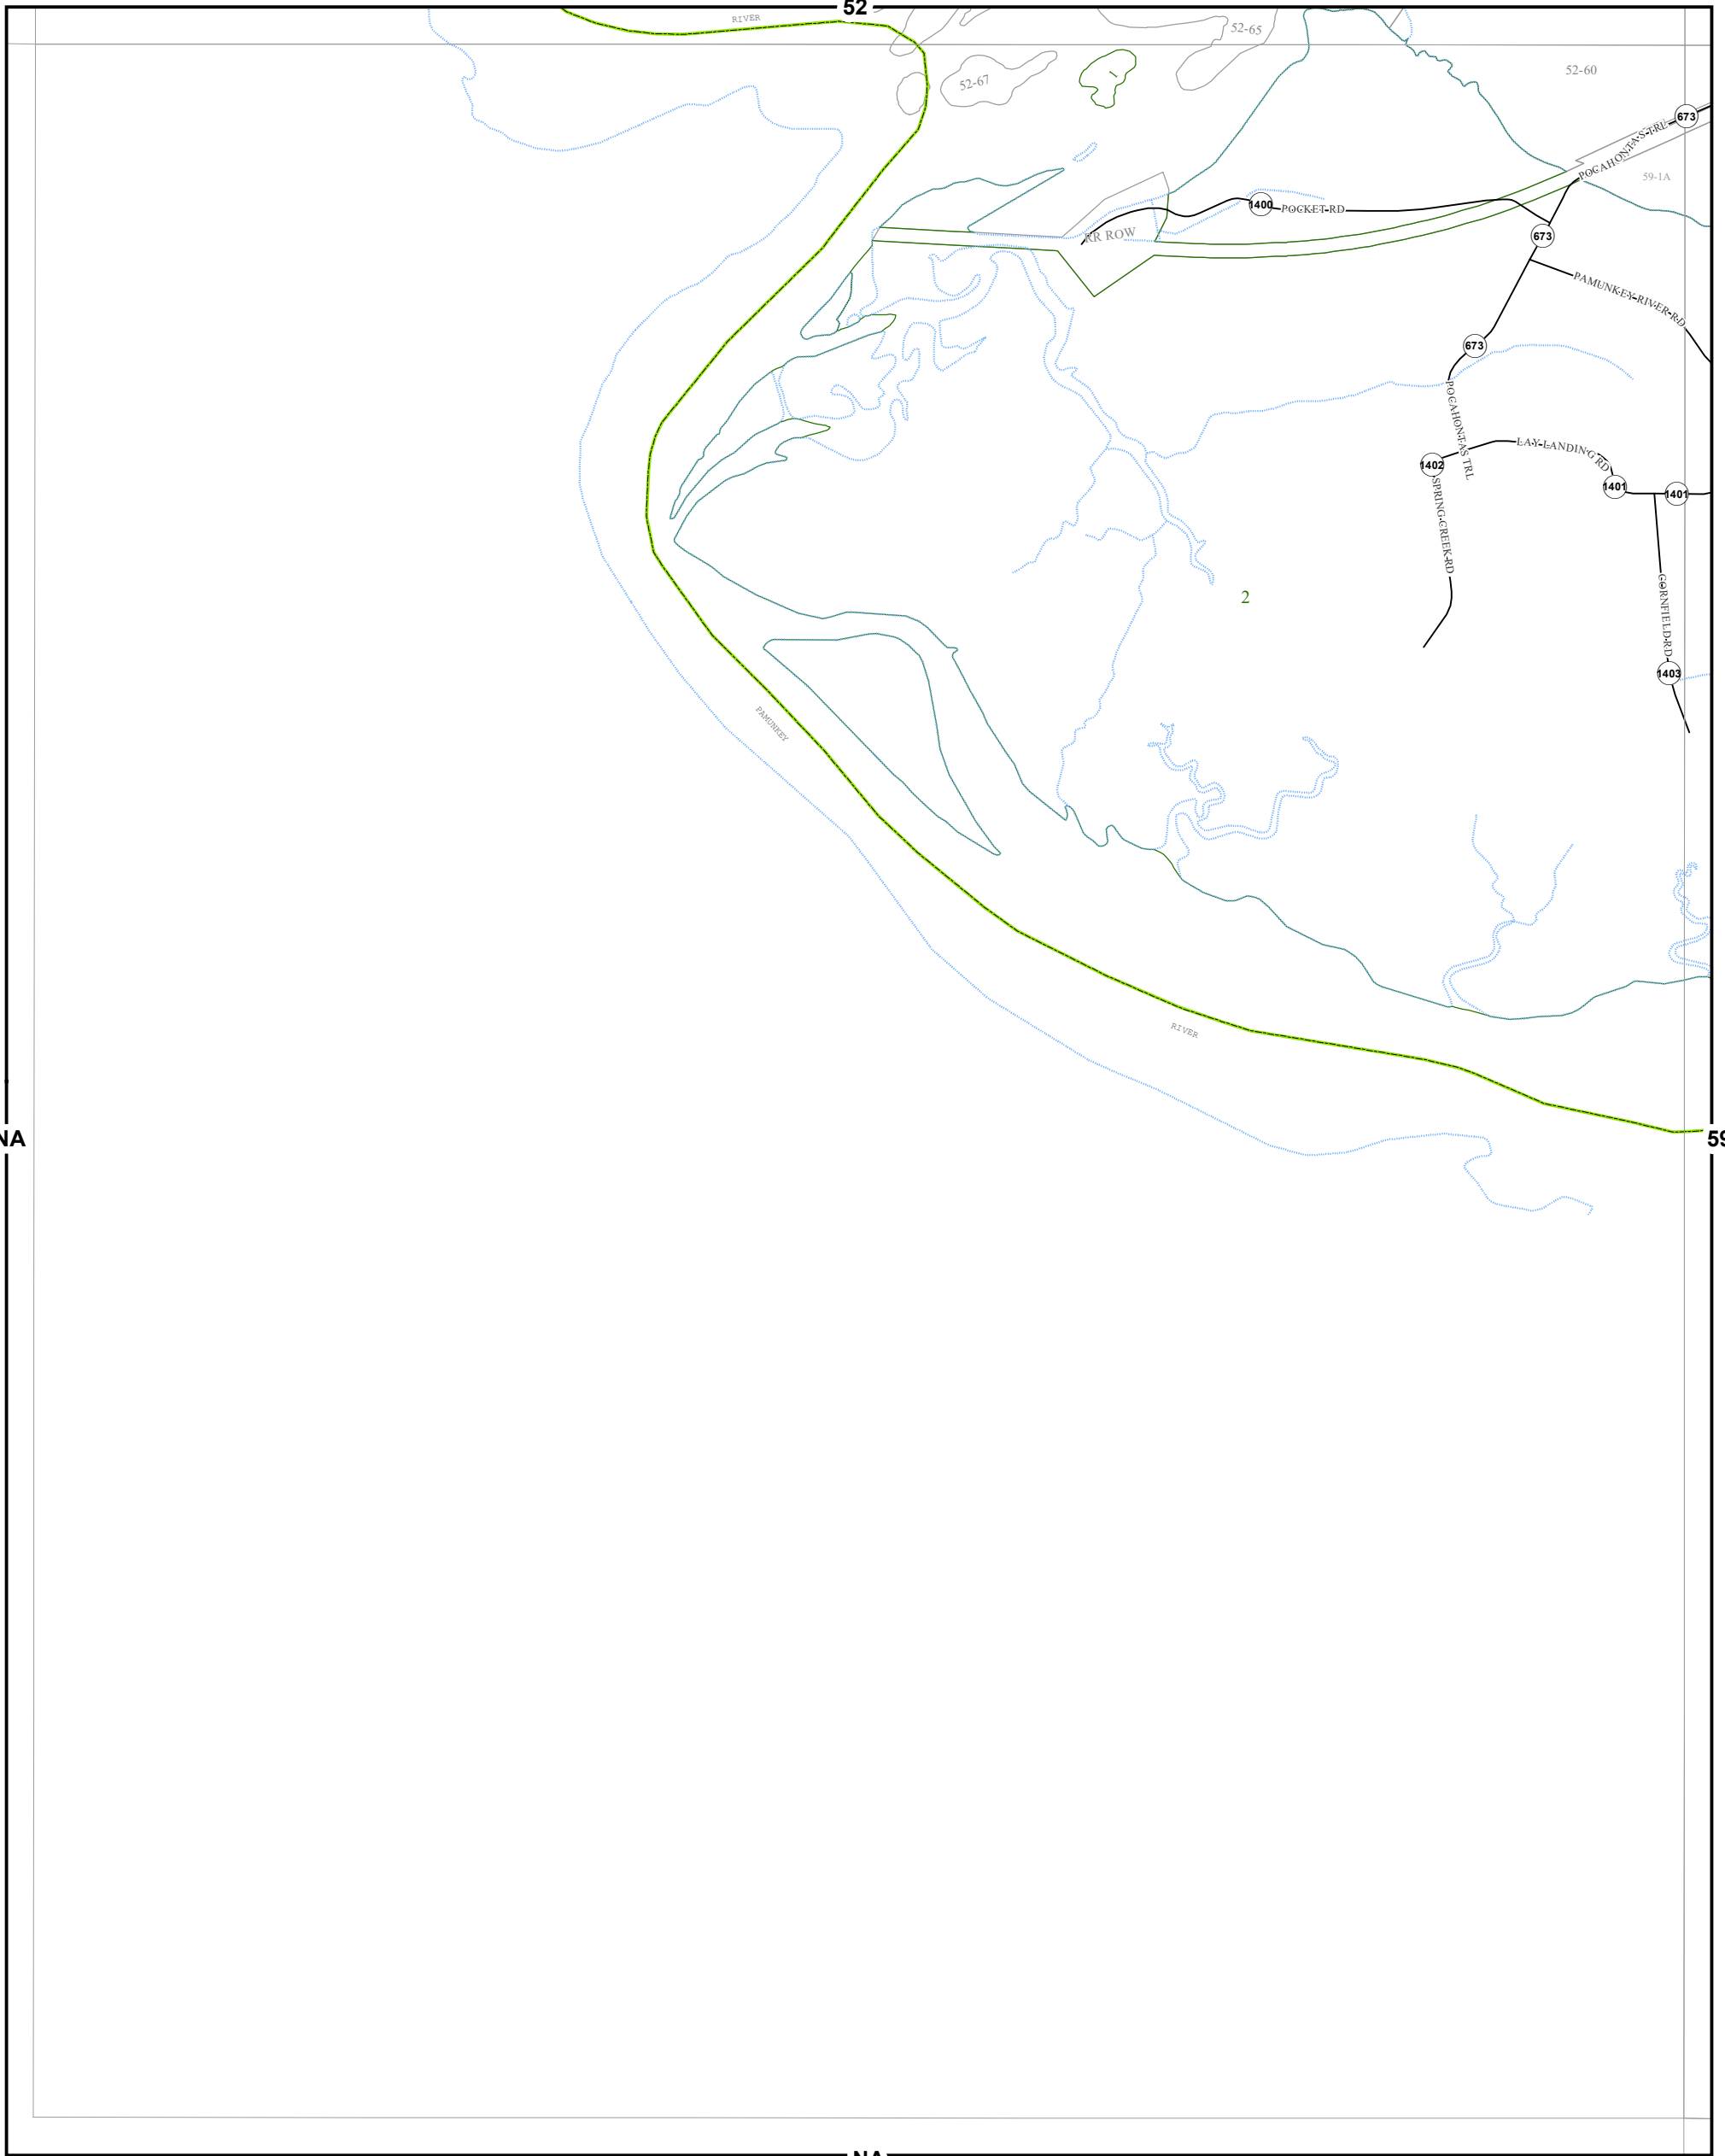 52
RIVER
52-65
52-67
1
52-60
673
POCAHONTAS TRL
59-1A
1400
POCKET RD
RR ROW
673
PAMUNKEY RIVER RD
673
POCAHONTAS TRL
LAY LANDING RD
1402
1401
1401
SPRING CREEK RD
2
CORNFIELD RD
1403
PAMUNKEY
RIVER
NA
59
NA